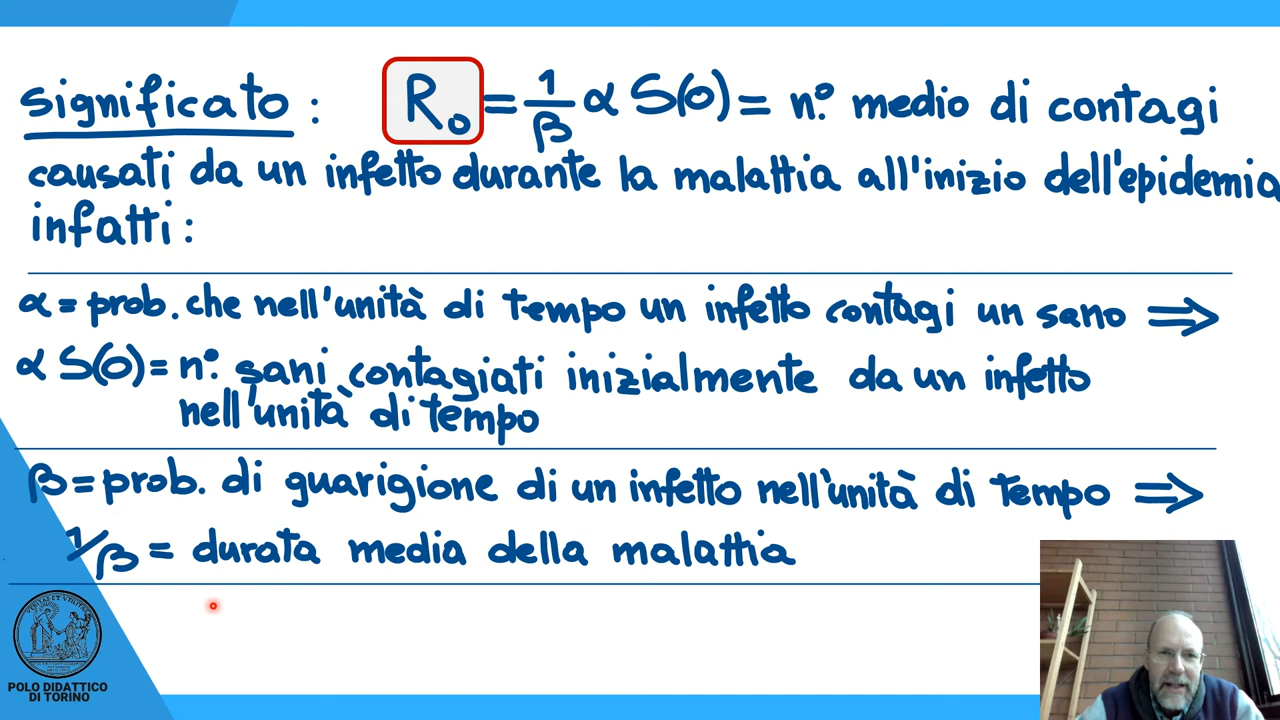 significato: R₀ = 1/β α S(0) = n.° medio di contagi
causati da un infetto durante la malattia all'inizio dell'epidemia
infatti:
α = prob. che nell'unità di tempo un infetto contagi un sano ⇒
α S(0) = n.° sani contagiati inizialmente da un infetto
nell'unità di tempo
β = prob. di guarigione di un infetto nell'unità di tempo ⇒
1/β = durata media della malattia
POLO DIDATTICO
DI TORINO